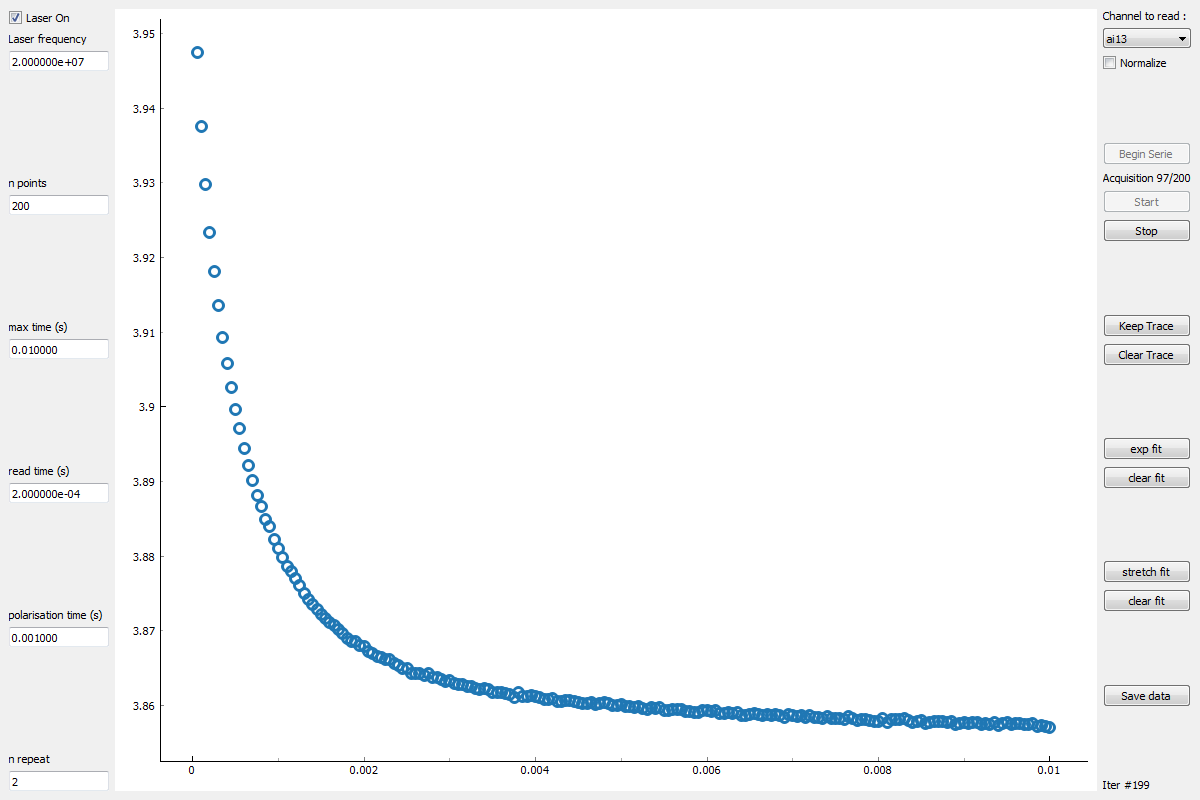 Laser On
Laser frequency
2.000000e+07
n points
200
max time (s)
0.010000
read time (s)
2.000000e-04
polarisation time (s)
0.001000
n repeat
2
3.95
3.94
3.93
3.92
3.91
3.9
3.89
3.88
3.87
3.86
0 0.002 0.004 0.006 0.008 0.01
Channel to read :
ai13
Normalize
Begin Serie
Acquisition 97/200
Start
Stop
Keep Trace
Clear Trace
exp fit
clear fit
stretch fit
clear fit
Save data
Iter #199